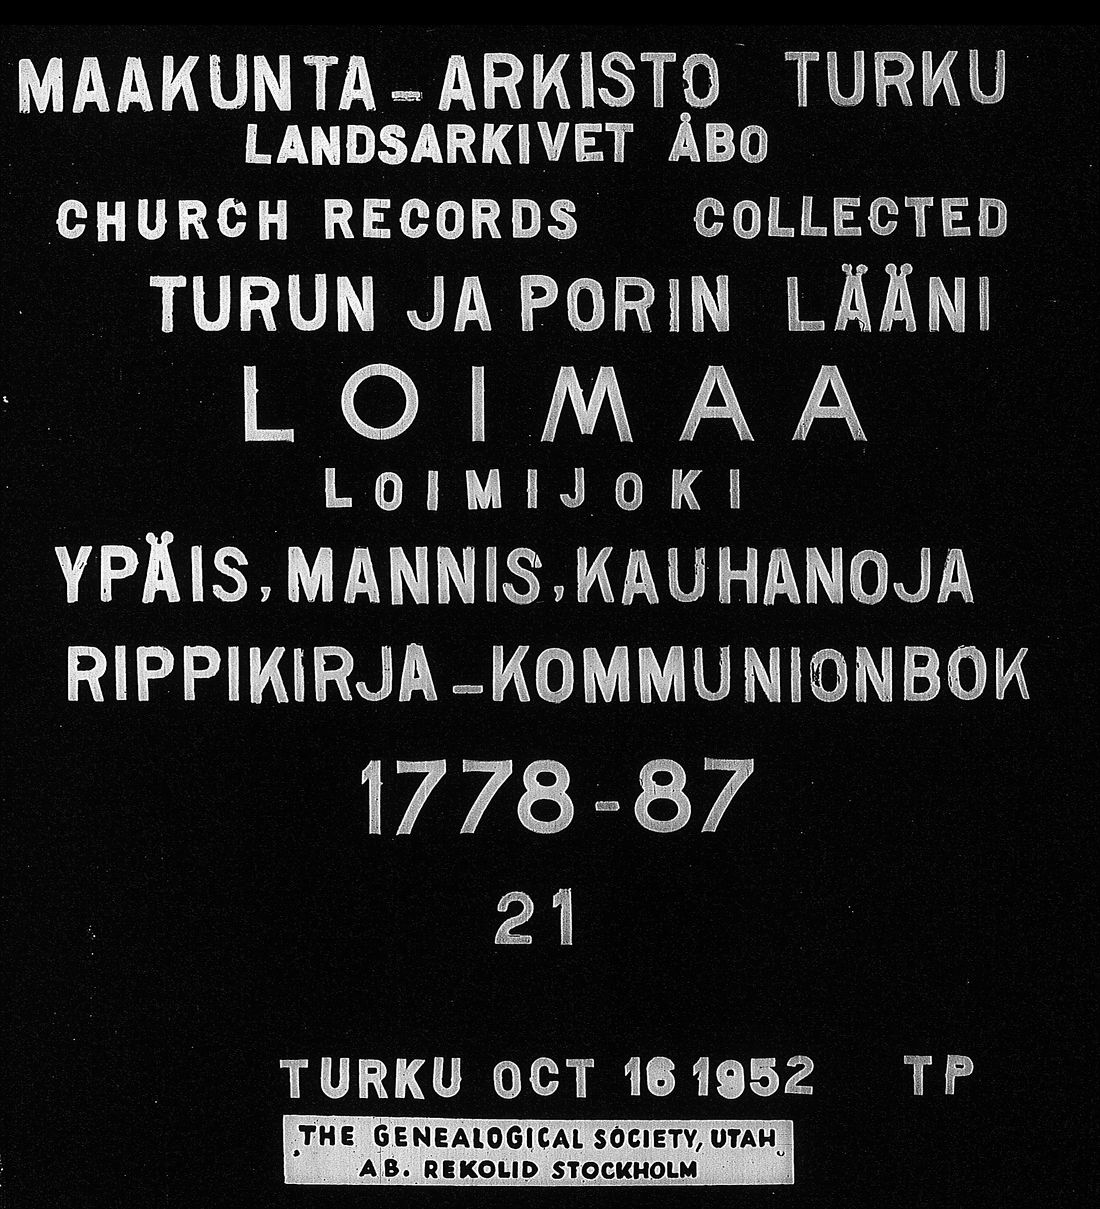 MAAKUNTA-ARKISTO TURKU
LANDSARKIVET ÅBO
CHURCH RECORDS COLLECTED
TURUN JA PORIN LÄÄNI
LOIMAA
LOIMIJOKI
YPÄIS, MANNIS, KAUHANOJA
RIPPIKIRJA-KOMMUNIONBOK
1778-87
21
TURKU OCT 16 1952 TP
THE GENEALOGICAL SOCIETY, UTAH
AB. REKOLID STOCKHOLM